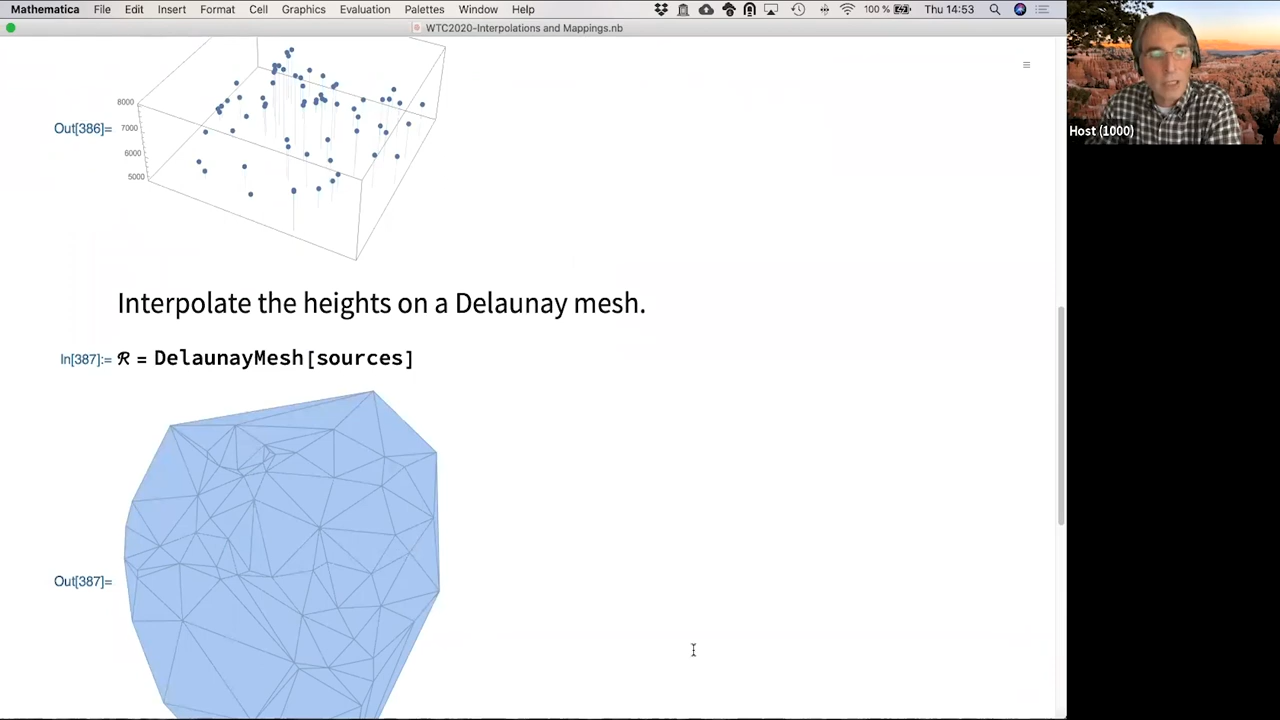 Mathematica File Edit Insert Format Cell Graphics Evaluation Palettes Window Help 100 % Thu 14:53
WTC2020-Interpolations and Mappings.nb
8000
7000
6000
5000
Out[386]=
Host (1000)
Interpolate the heights on a Delaunay mesh.
In[387]:= ℛ = DelaunayMesh[sources]
Out[387]=